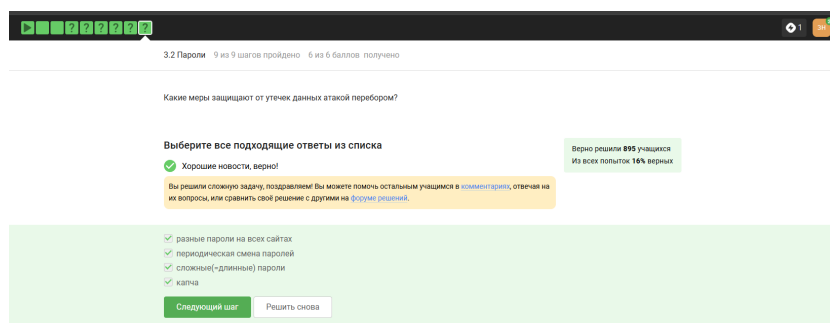 ? ? ? ? ? ?
1
ЗН
3.2 Пароли 9 из 9 шагов пройдено 6 из 6 баллов получено
Какие меры защищают от утечек данных атакой перебором?
Выберите все подходящие ответы из списка
Верно решили 895 учащихся
Из всех попыток 16% верных
Хорошие новости, верно!
Вы решили сложную задачу, поздравляем! Вы можете помочь остальным учащимся в комментариях, отвечая на
их вопросы, или сравнить своё решение с другими на форуме решений.
разные пароли на всех сайтах
периодическая смена паролей
сложные(=длинные) пароли
капча
Следующий шаг Решить снова